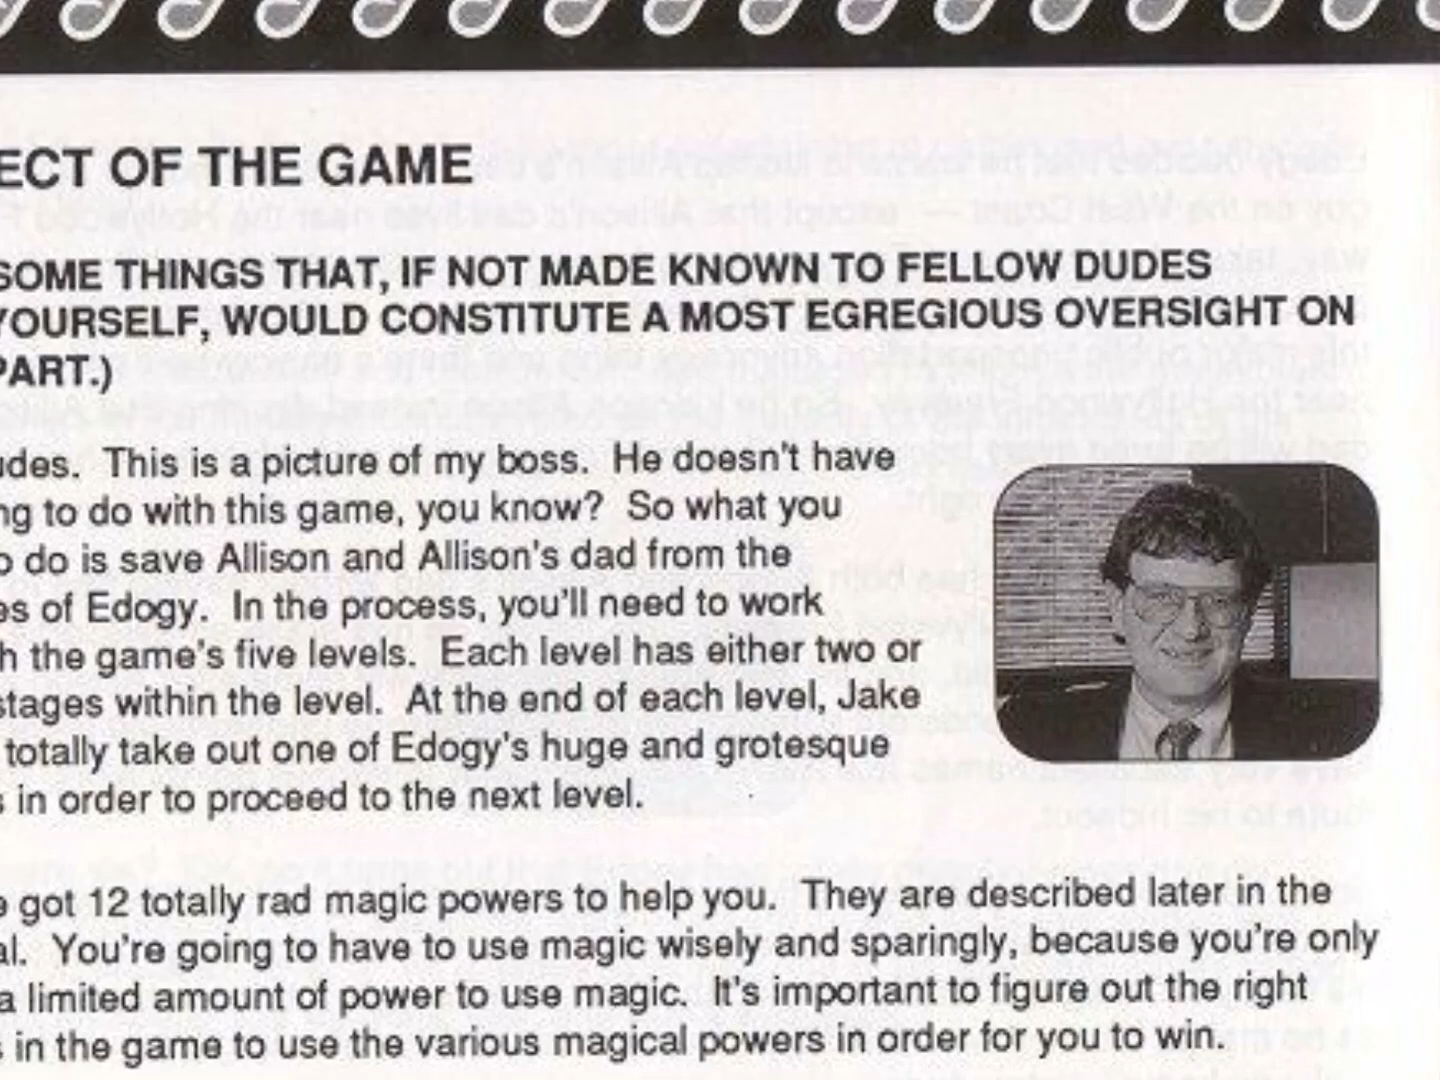 ECT OF THE GAME
SOME THINGS THAT, IF NOT MADE KNOWN TO FELLOW DUDES
YOURSELF, WOULD CONSTITUTE A MOST EGREGIOUS OVERSIGHT ON
PART.)
udes. This is a picture of my boss. He doesn't have
ng to do with this game, you know? So what you
o do is save Allison and Allison's dad from the
es of Edogy. In the process, you'll need to work
h the game's five levels. Each level has either two or
stages within the level. At the end of each level, Jake
totally take out one of Edogy's huge and grotesque
s in order to proceed to the next level.
e got 12 totally rad magic powers to help you. They are described later in the
al. You're going to have to use magic wisely and sparingly, because you're only
a limited amount of power to use magic. It's important to figure out the right
s in the game to use the various magical powers in order for you to win.